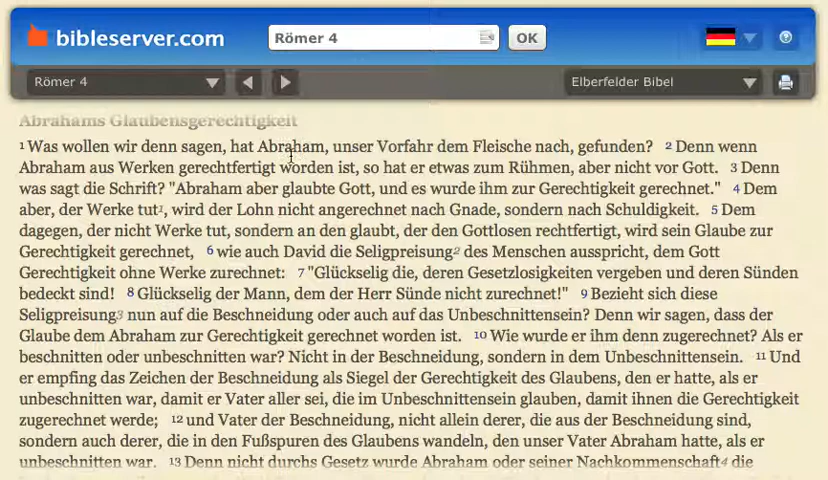 bibleserver.com
Römer 4
OK
Römer 4
Elberfelder Bibel
Abrahams Glaubensgerechtigkeit
1 Was wollen wir denn sagen, hat Abraham, unser Vorfahr dem Fleische nach, gefunden? 2 Denn wenn
Abraham aus Werken gerechtfertigt worden ist, so hat er etwas zum Rühmen, aber nicht vor Gott. 3 Denn
was sagt die Schrift? "Abraham aber glaubte Gott, und es wurde ihm zur Gerechtigkeit gerechnet." 4 Dem
aber, der Werke tut1, wird der Lohn nicht angerechnet nach Gnade, sondern nach Schuldigkeit. 5 Dem
dagegen, der nicht Werke tut, sondern an den glaubt, der den Gottlosen rechtfertigt, wird sein Glaube zur
Gerechtigkeit gerechnet, 6 wie auch David die Seligpreisung2 des Menschen ausspricht, dem Gott
Gerechtigkeit ohne Werke zurechnet: 7 "Glückselig die, deren Gesetzlosigkeiten vergeben und deren Sünden
bedeckt sind! 8 Glückselig der Mann, dem der Herr Sünde nicht zurechnet!" 9 Bezieht sich diese
Seligpreisung3 nun auf die Beschneidung oder auch auf das Unbeschnittensein? Denn wir sagen, dass der
Glaube dem Abraham zur Gerechtigkeit gerechnet worden ist. 10 Wie wurde er ihm denn zugerechnet? Als er
beschnitten oder unbeschnitten war? Nicht in der Beschneidung, sondern in dem Unbeschnittensein. 11 Und
er empfing das Zeichen der Beschneidung als Siegel der Gerechtigkeit des Glaubens, den er hatte, als er
unbeschnitten war, damit er Vater aller sei, die im Unbeschnittensein glauben, damit ihnen die Gerechtigkeit
zugerechnet werde; 12 und Vater der Beschneidung, nicht allein derer, die aus der Beschneidung sind,
sondern auch derer, die in den Fußspuren des Glaubens wandeln, den unser Vater Abraham hatte, als er
unbeschnitten war. 13 Denn nicht durchs Gesetz wurde Abraham oder seiner Nachkommenschaft4 die